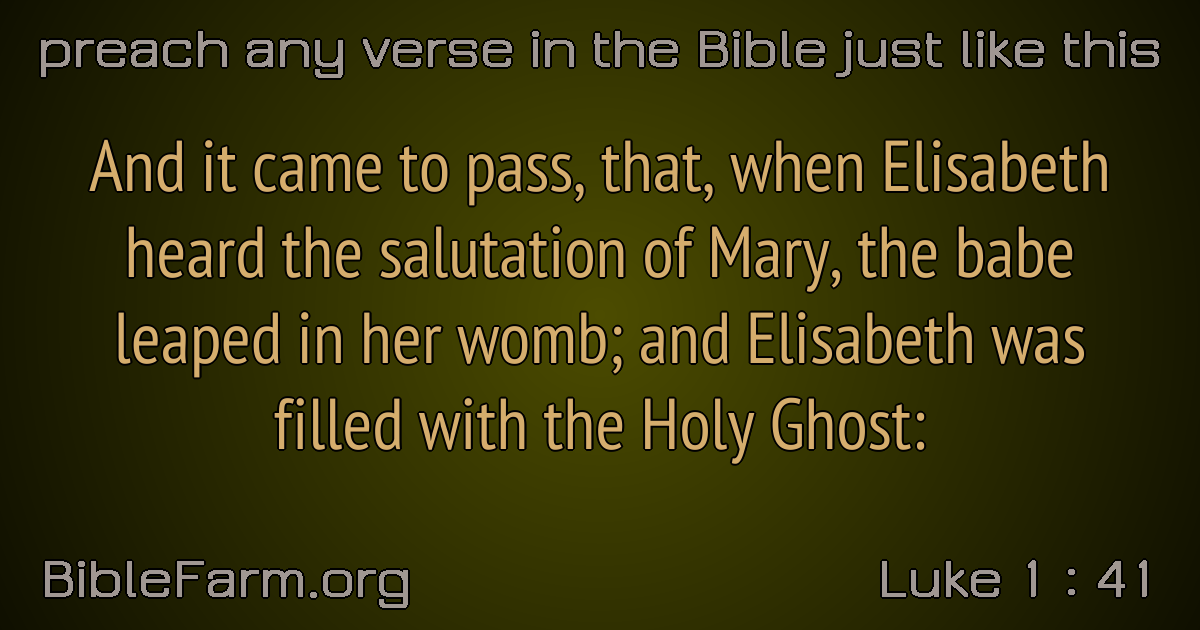 preach any verse in the Bible just like this
And it came to pass, that, when Elisabeth
heard the salutation of Mary, the babe
leaped in her womb; and Elisabeth was
filled with the Holy Ghost:
BibleFarm.org
Luke 1 : 41